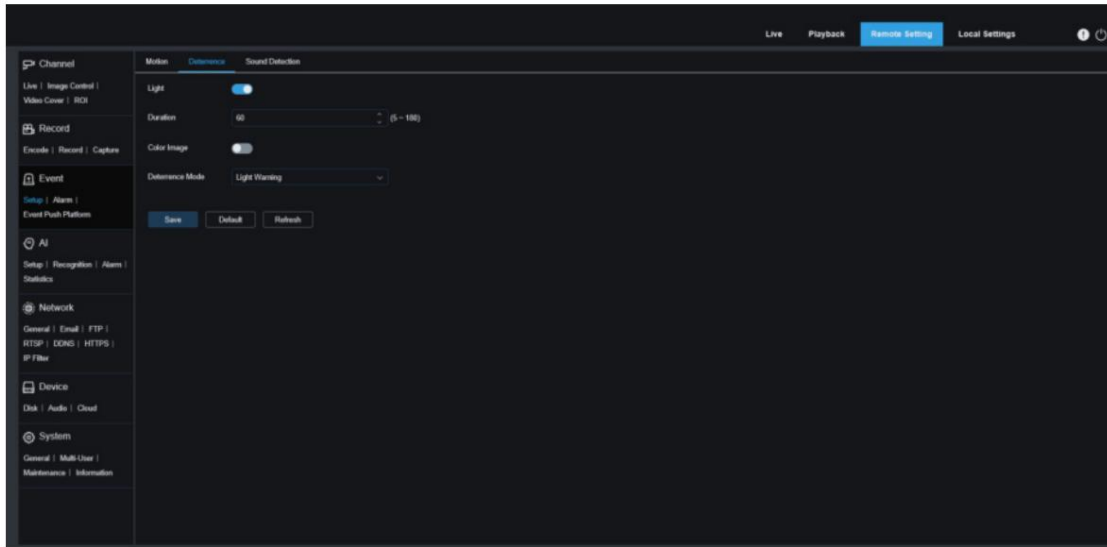 Live Playback Remote Setting Local Settings
Channel
Live | Image Control |
Video Cover | ROI
Record
Encode | Record | Capture
Event
Setup | Alarm |
Event Push Platform
AI
Setup | Recognition | Alarm |
Statistics
Network
General | Email | FTP |
RTSP | DDNS | HTTPS |
IP Filter
Device
Disk | Audio | Cloud
System
General | Multi-User |
Maintenance | Information
Motion Deterrence Sound Detection
Light
Duration 60 (5 ~ 180)
Color Image
Deterrence Mode Light Warning
Save Default Refresh